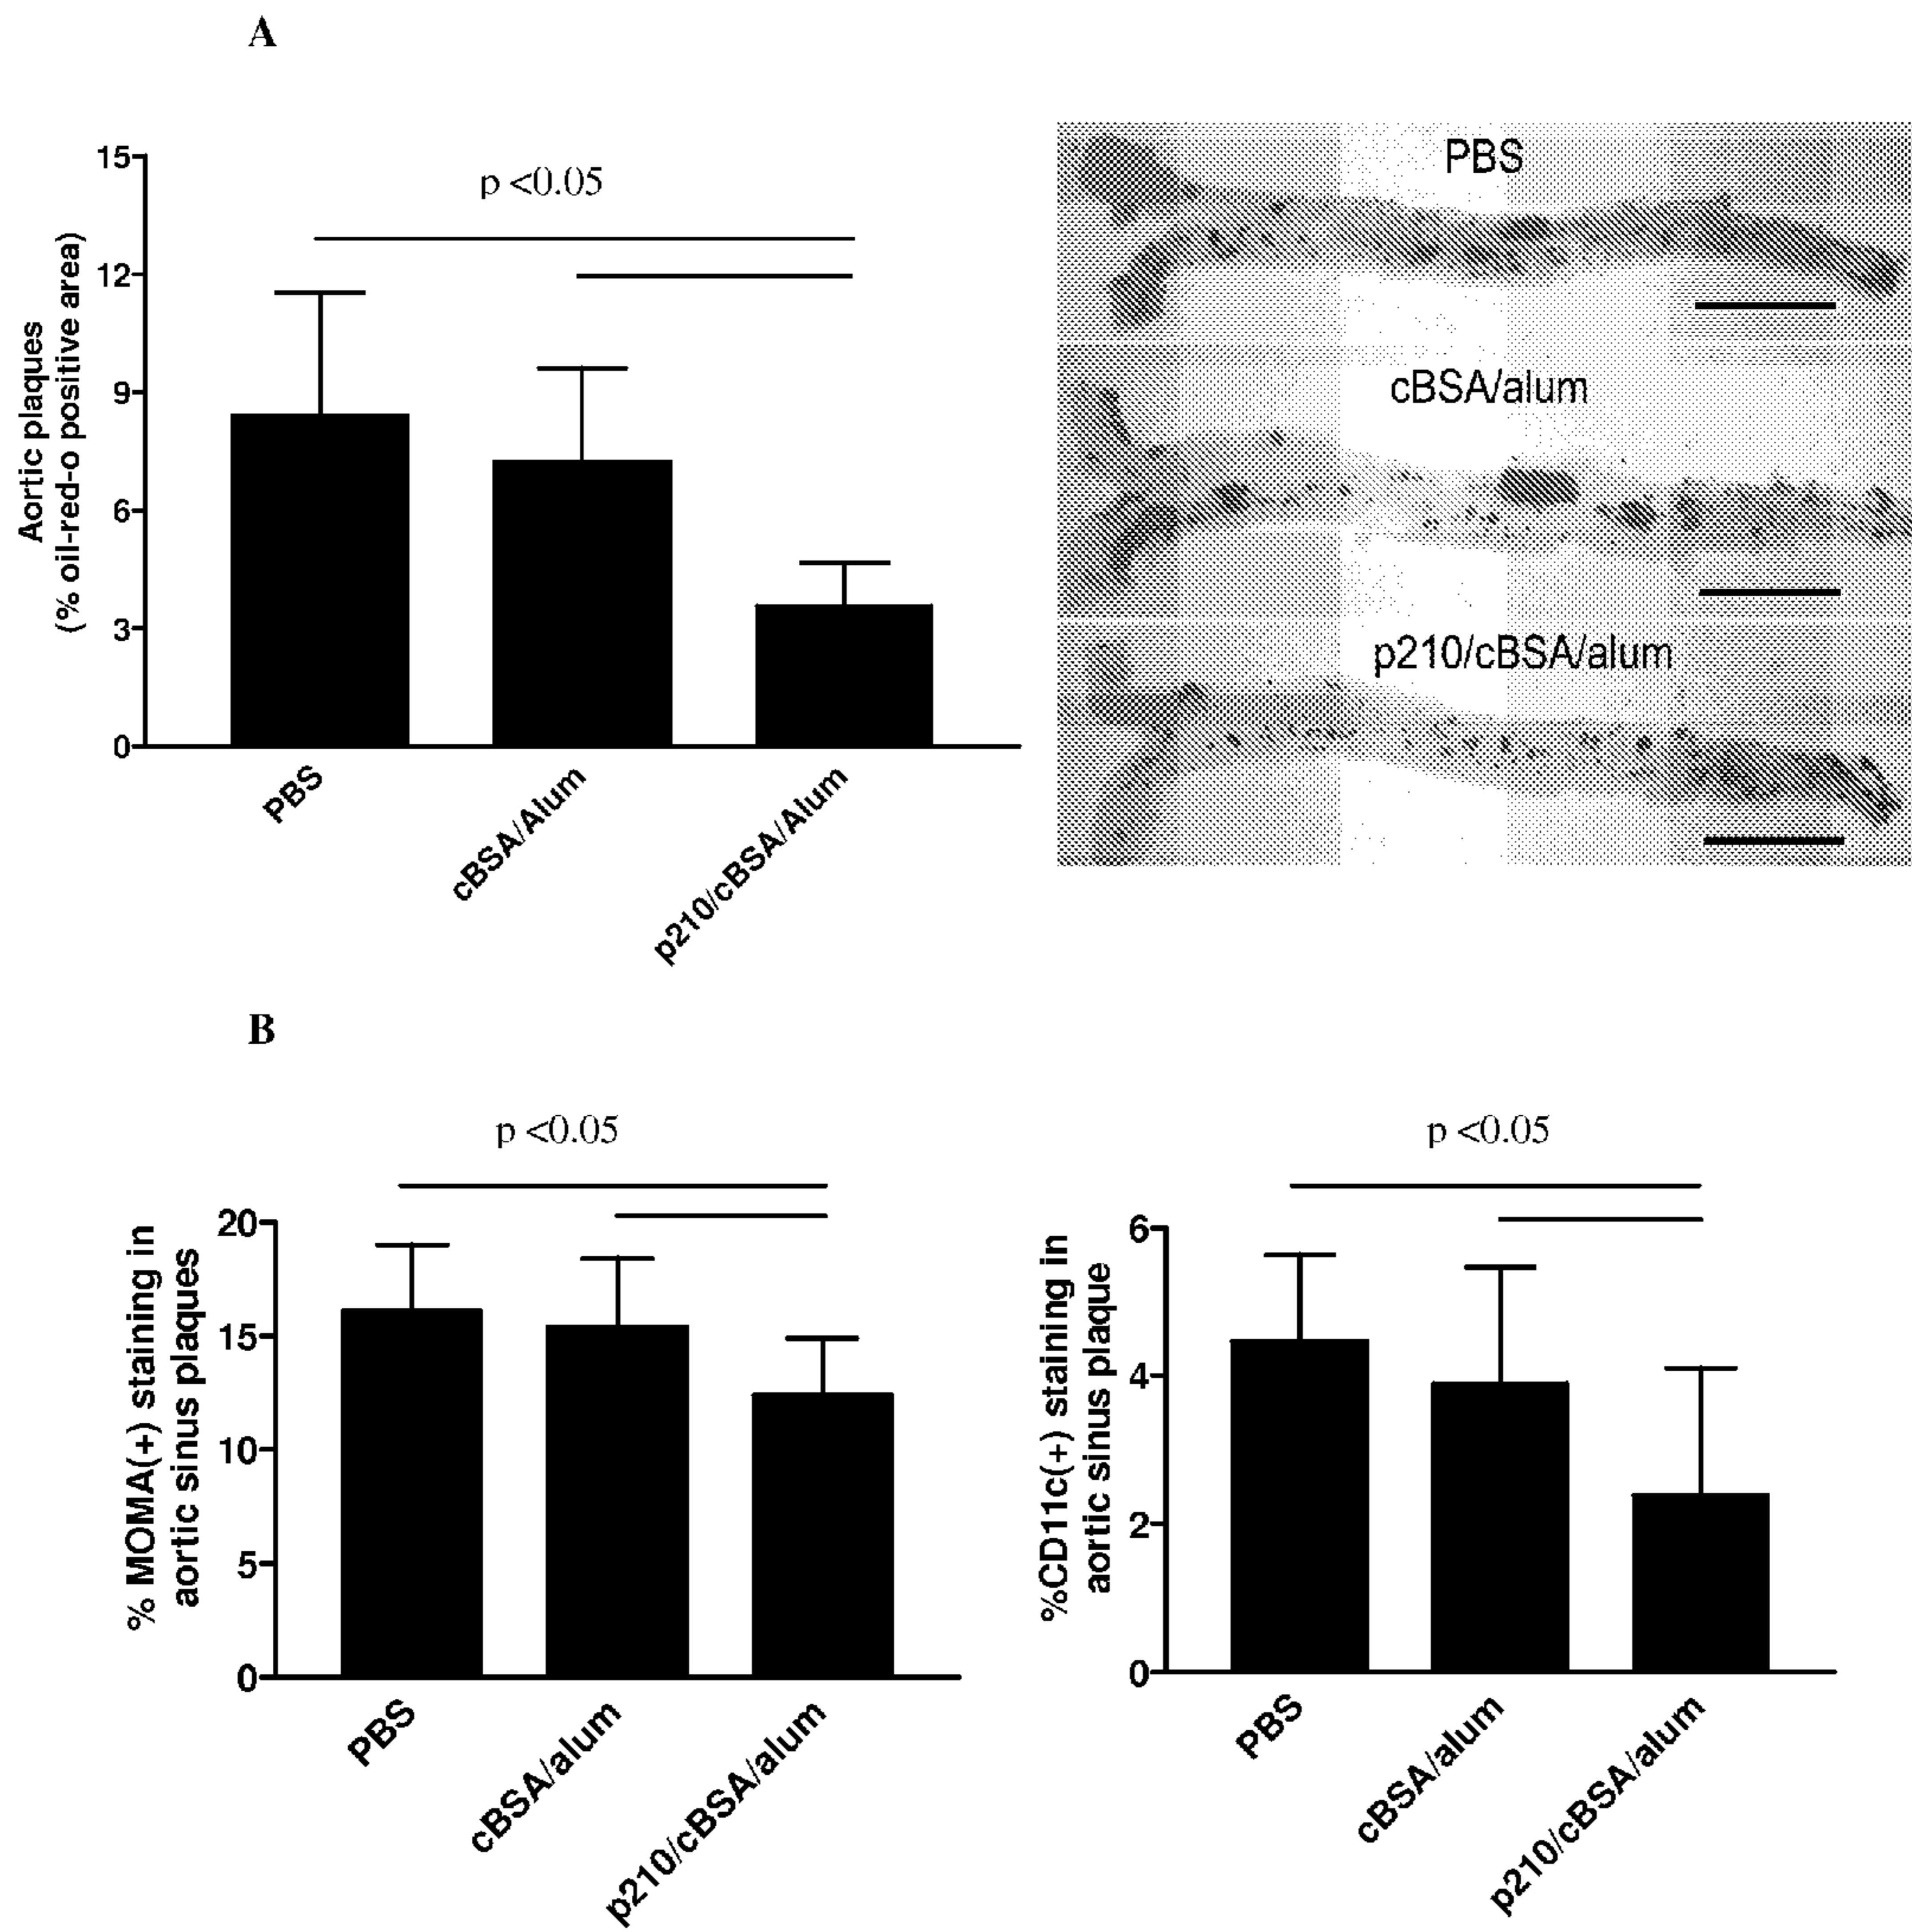 A
p <0.05
15
12
9
6
3
0
Aortic plaques
(% oil-red-o positive area)
PBS
cBSA/Alum
p210/cBSA/Alum
PBS
cBSA/alum
p210/cBSA/alum
B
p <0.05
20
15
10
5
0
% MOMA(+) staining in
aortic sinus plaques
PBS
cBSA/alum
p210/cBSA/alum
p <0.05
6
4
2
0
%CD11c(+) staining in
aortic sinus plaque
PBS
cBSA/alum
p210/cBSA/alum